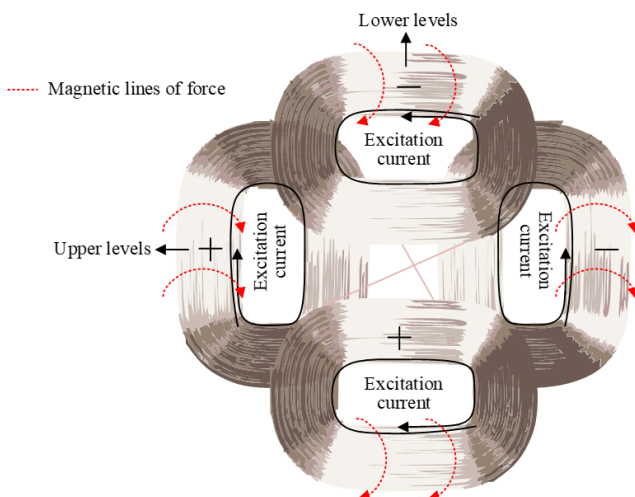 Lower levels
Magnetic lines of force
−
Excitation
current
Upper levels
+
Excitation
current
Excitation
current
−
+
Excitation
current